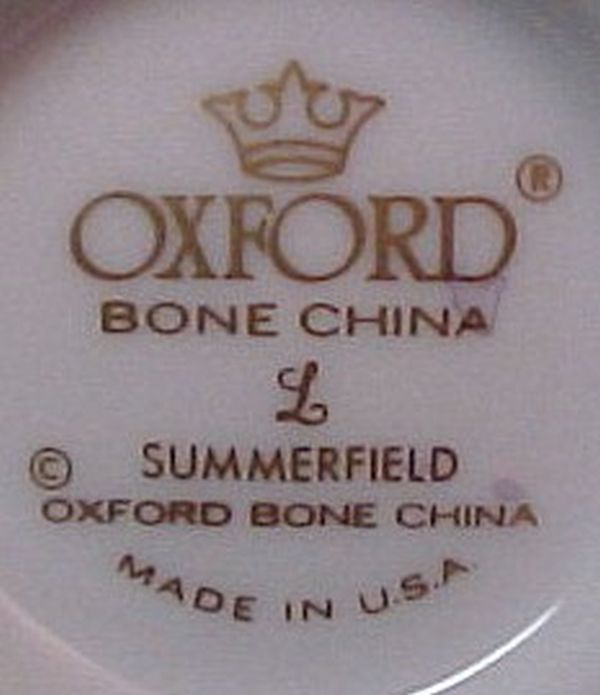 OXFORD ®
BONE CHINA
L
© SUMMERFIELD
OXFORD BONE CHINA
MADE IN U.S.A.